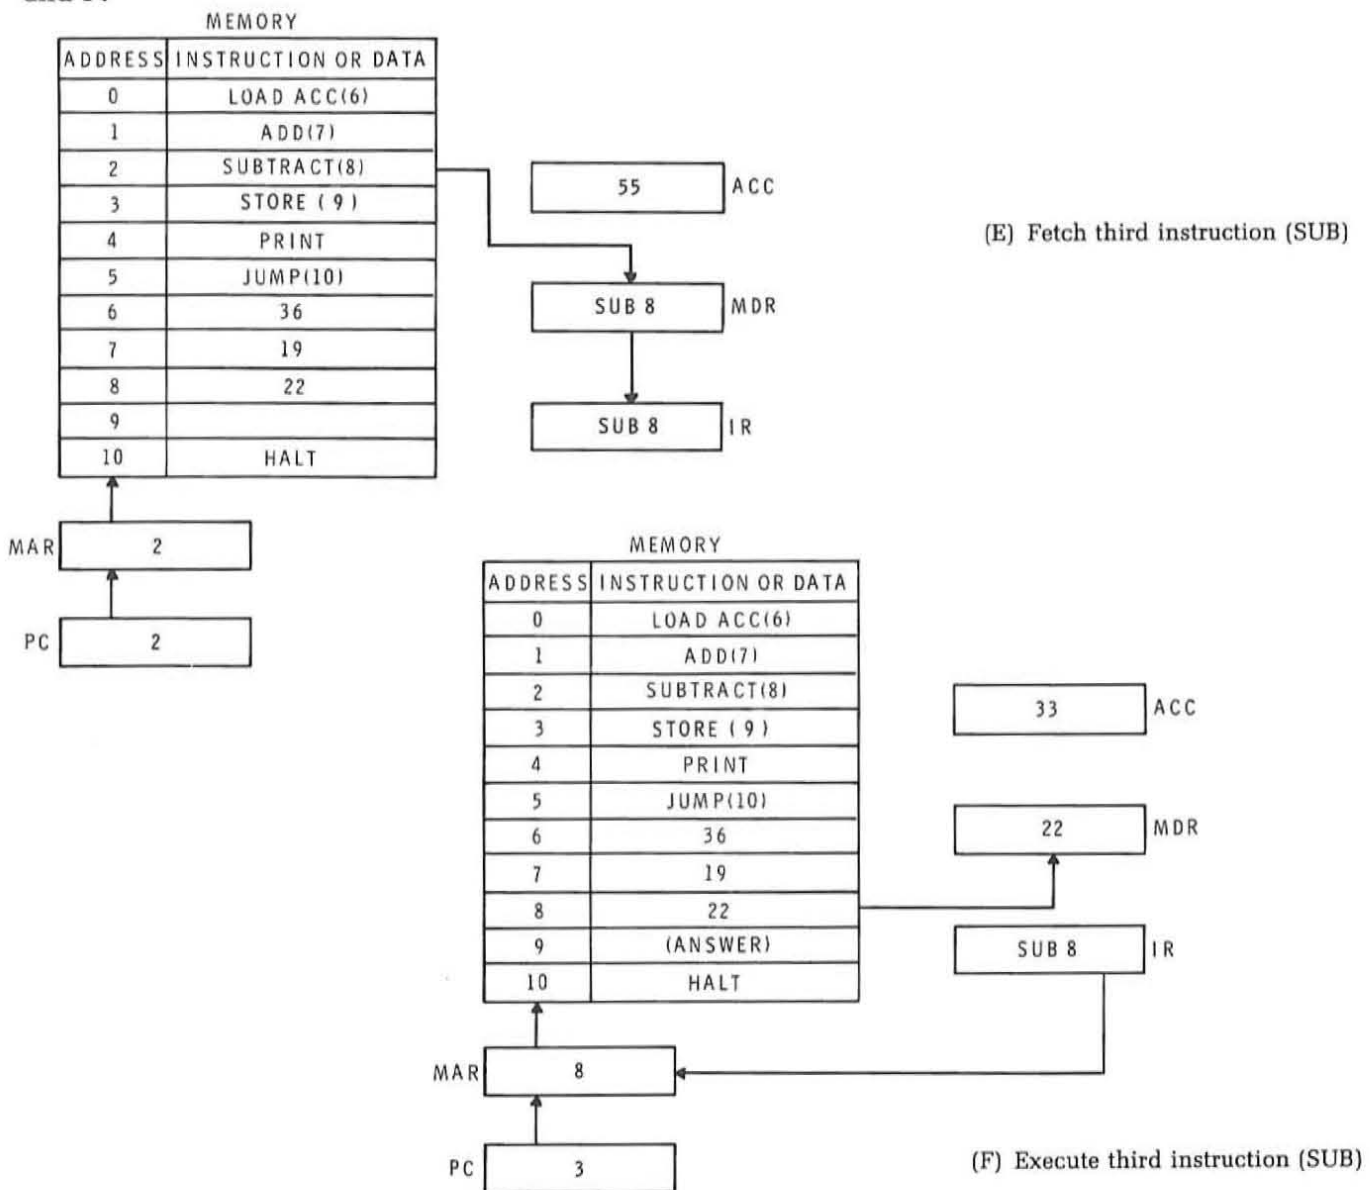 MEMORY
ADDRESS INSTRUCTION OR DATA
0 LOAD ACC(6)
1 ADD(7)
2 SUBTRACT(8)
3 STORE ( 9 )
4 PRINT
5 JUMP(10)
6 36
7 19
8 22
9
10 HALT
55 ACC
SUB 8 MDR
SUB 8 IR
MAR 2
PC 2
(E) Fetch third instruction (SUB)
MEMORY
ADDRESS INSTRUCTION OR DATA
0 LOAD ACC(6)
1 ADD(7)
2 SUBTRACT(8)
3 STORE ( 9 )
4 PRINT
5 JUMP(10)
6 36
7 19
8 22
9 (ANSWER)
10 HALT
33 ACC
22 MDR
SUB 8 IR
MAR 8
PC 3
(F) Execute third instruction (SUB)